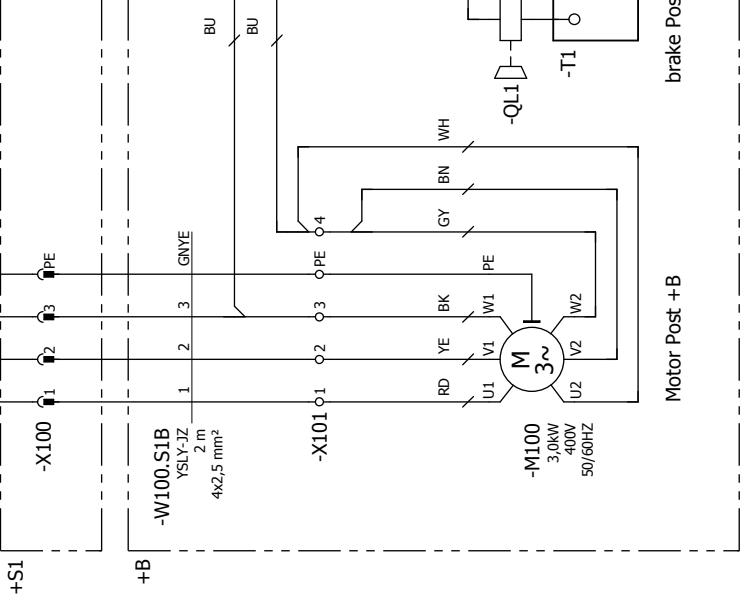 BU
BU
-QL1
-T1
brake Pos
WH
BN
GY
4
PE
GNYE
PE
PE
3
3
3
BK
W1
W2
2
2
2
YE
V1
V2
M
3~
1
1
1
RD
U1
U2
-X100
-W100.S1B
YSLY-JZ
2 m
4x2,5 mm²
-X101
-M100
3,0kW
400V
50/60HZ
Motor Post +B
+S1
+B